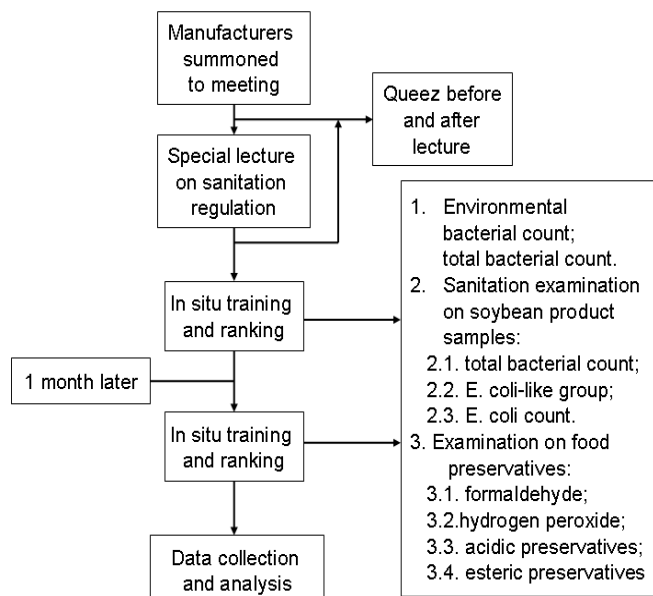 Manufacturers
summoned
to meeting
Queez before
and after
lecture
Special lecture
on sanitation
regulation
1. Environmental
bacterial count;
total bacterial count.
2. Sanitation examination
on soybean product
samples:
2.1. total bacterial count;
2.2. E. coli-like group;
2.3. E. coli count.
3. Examination on food
preservatives:
3.1. formaldehyde;
3.2.hydrogen peroxide;
3.3. acidic preservatives;
3.4. esteric preservatives
In situ training
and ranking
1 month later
In situ training
and ranking
Data collection
and analysis